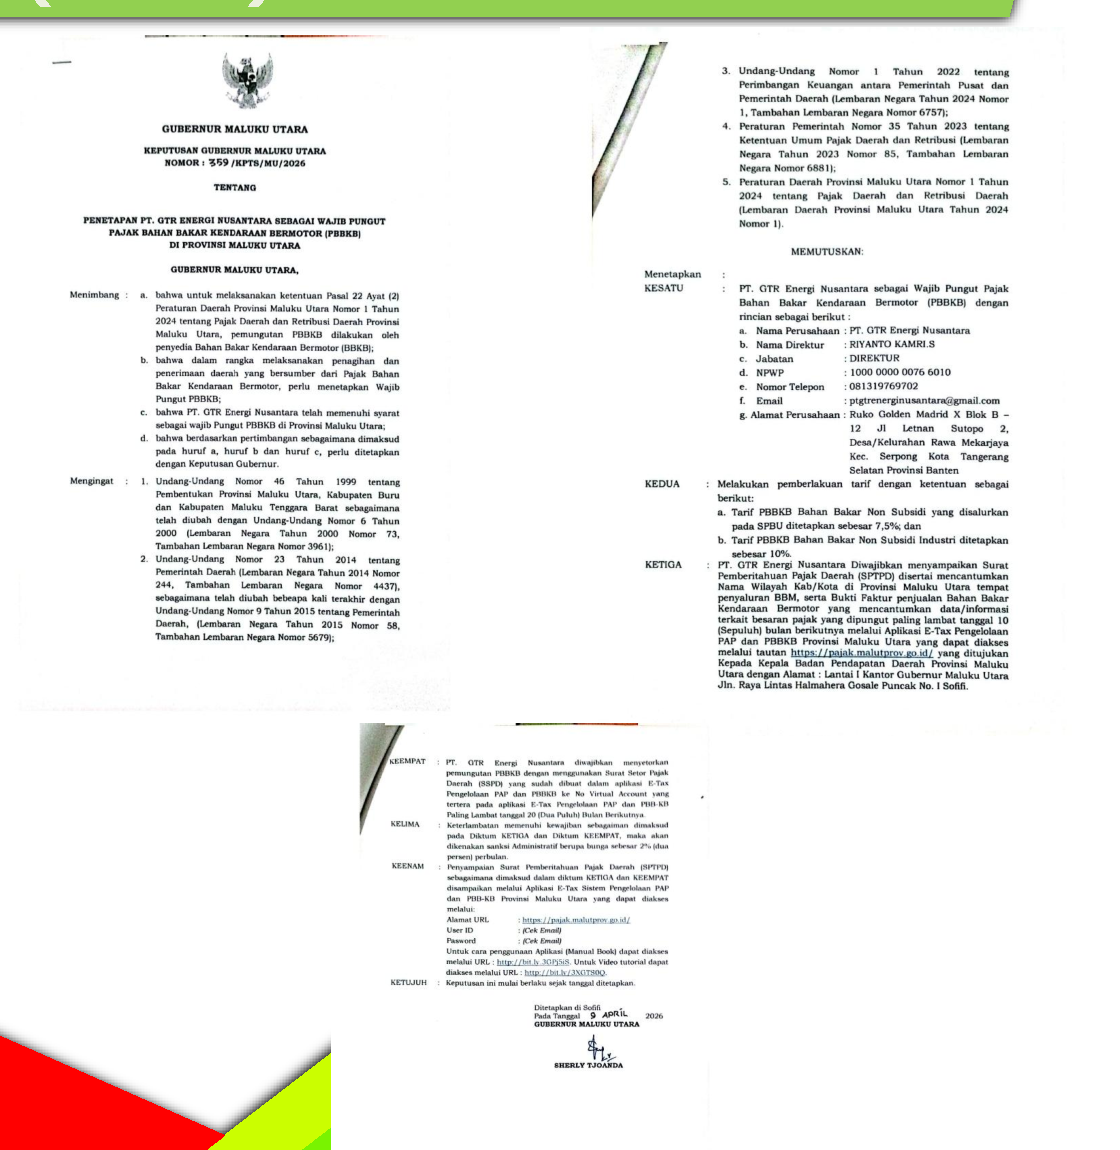 GUBERNUR MALUKU UTARA
KEPUTUSAN GUBERNUR MALUKU UTARA
NOMOR : 359 /KPTS/MU/2026
TENTANG
PENETAPAN PT. GTR ENERGI NUSANTARA SEBAGAI WAJIB PUNGUT
PAJAK BAHAN BAKAR KENDARAAN BERMOTOR (PBBKB)
DI PROVINSI MALUKU UTARA
GUBERNUR MALUKU UTARA,
Menimbang : a. bahwa untuk melaksanakan ketentuan Pasal 22 Ayat (2)
Peraturan Daerah Provinsi Maluku Utara Nomor 1 Tahun
2024 tentang Pajak Daerah dan Retribusi Daerah Provinsi
Maluku Utara, pemungutan PBBKB dilakukan oleh
penyedia Bahan Bakar Kendaraan Bermotor (BBKB);
b. bahwa dalam rangka melaksanakan penagihan dan
penerimaan daerah yang bersumber dari Pajak Bahan
Bakar Kendaraan Bermotor, perlu menetapkan Wajib
Pungut PBBKB;
c. bahwa PT. GTR Energi Nusantara telah memenuhi syarat
sebagai wajib Pungut PBBKB di Provinsi Maluku Utara;
d. bahwa berdasarkan pertimbangan sebagaimana dimaksud
pada huruf a, huruf b dan huruf c, perlu ditetapkan
dengan Keputusan Gubernur.
Mengingat : 1. Undang-Undang Nomor 46 Tahun 1999 tentang
Pembentukan Provinsi Maluku Utara, Kabupaten Buru
dan Kabupaten Maluku Tenggara Barat sebagaimana
telah diubah dengan Undang-Undang Nomor 6 Tahun
2000 (Lembaran Negara Tahun 2000 Nomor 73,
Tambahan Lembaran Negara Nomor 3961);
2. Undang-Undang Nomor 23 Tahun 2014 tentang
Pemerintah Daerah (Lembaran Negara Tahun 2014 Nomor
244, Tambahan Lembaran Negara Nomor 4437),
sebagaimana telah diubah bebeapa kali terakhir dengan
Undang-Undang Nomor 9 Tahun 2015 tentang Pemerintah
Daerah, (Lembaran Negara Tahun 2015 Nomor 58,
Tambahan Lembaran Negara Nomor 5679);
3. Undang-Undang Nomor 1 Tahun 2022 tentang
Perimbangan Keuangan antara Pemerintah Pusat dan
Pemerintah Daerah (Lembaran Negara Tahun 2024 Nomor
1, Tambahan Lembaran Negara Nomor 6757);
4. Peraturan Pemerintah Nomor 35 Tahun 2023 tentang
Ketentuan Umum Pajak Daerah dan Retribusi (Lembaran
Negara Tahun 2023 Nomor 85, Tambahan Lembaran
Negara Nomor 6881);
5. Peraturan Daerah Provinsi Maluku Utara Nomor 1 Tahun
2024 tentang Pajak Daerah dan Retribusi Daerah
(Lembaran Daerah Provinsi Maluku Utara Tahun 2024
Nomor 1).
MEMUTUSKAN:
Menetapkan :
KESATU : PT. GTR Energi Nusantara sebagai Wajib Pungut Pajak
Bahan Bakar Kendaraan Bermotor (PBBKB) dengan
rincian sebagai berikut :
a. Nama Perusahaan : PT. GTR Energi Nusantara
b. Nama Direktur : RIYANTO KAMRI.S
c. Jabatan : DIREKTUR
d. NPWP : 1000 0000 0076 6010
e. Nomor Telepon : 081319769702
f. Email : ptgtrenerginusantara@gmail.com
g. Alamat Perusahaan : Ruko Golden Madrid X Blok B –
12 Jl Letnan Sutopo 2,
Desa/Kelurahan Rawa Mekarjaya
Kec. Serpong Kota Tangerang
Selatan Provinsi Banten
KEDUA : Melakukan pemberlakuan tarif dengan ketentuan sebagai
berikut:
a. Tarif PBBKB Bahan Bakar Non Subsidi yang disalurkan
pada SPBU ditetapkan sebesar 7,5%; dan
b. Tarif PBBKB Bahan Bakar Non Subsidi Industri ditetapkan
sebesar 10%.
KETIGA : PT. GTR Energi Nusantara Diwajibkan menyampaikan Surat
Pemberitahuan Pajak Daerah (SPTPD) disertai mencantumkan
Nama Wilayah Kab/Kota di Provinsi Maluku Utara tempat
penyaluran BBM, serta Bukti Faktur penjualan Bahan Bakar
Kendaraan Bermotor yang mencantumkan data/informasi
terkait besaran pajak yang dipungut paling lambat tanggal 10
(Sepuluh) bulan berikutnya melalui Aplikasi E-Tax Pengelolaan
PAP dan PBBKB Provinsi Maluku Utara yang dapat diakses
melalui tautan https://pajak.malutprov.go.id/ yang ditujukan
Kepada Kepala Badan Pendapatan Daerah Provinsi Maluku
Utara dengan Alamat : Lantai I Kantor Gubernur Maluku Utara
Jln. Raya Lintas Halmahera Gosale Puncak No. I Sofifi.
KEEMPAT : PT. GTR Energi Nusantara diwajibkan menyetorkan
pemungutan PBBKB dengan menggunakan Surat Setor Pajak
Daerah (SSPD) yang sudah dibuat dalam aplikasi E-Tax
Pengelolaan PAP dan PBBKB ke No Virtual Account yang
tertera pada aplikasi E-Tax Pengelolaan PAP dan PBB-KB
Paling Lambat tanggal 20 (Dua Puluh) Bulan Berikutnya.
KELIMA : Keterlambatan memenuhi kewajiban sebagaiman dimaksud
pada Diktum KETIGA dan Diktum KEEMPAT, maka akan
dikenakan sanksi Administratif berupa bunga sebesar 2% (dua
persen) perbulan.
KEENAM : Penyampaian Surat Pemberitahuan Pajak Daerah (SPTPD)
sebagaimana dimaksud dalam diktum KETIGA dan KEEMPAT
disampaikan melalui Aplikasi E-Tax Sistem Pengelolaan PAP
dan PBB-KB Provinsi Maluku Utara yang dapat diakses
melalui:
Alamat URL : https://pajak.malutprov.go.id/
User ID : (Cek Email)
Pasword : (Cek Email)
Untuk cara penggunaan Aplikasi (Manual Book) dapat diakses
melalui URL : http://bit.ly.3GPj5iS. Untuk Video tutorial dapat
diakses melalui URL : http://bit.ly/3XGTS0Q.
KETUJUH : Keputusan ini mulai berlaku sejak tanggal ditetapkan.
Ditetapkan di Sofifi
Pada Tanggal 9 APRIL 2026
GUBERNUR MALUKU UTARA
SHERLY TJOANDA